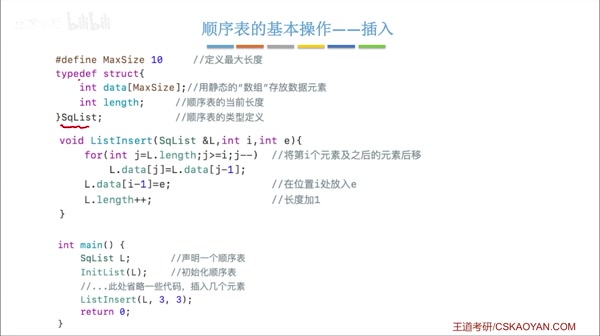 bilibili
顺序表的基本操作——插入
#define MaxSize 10 //定义最大长度
typedef struct{
int data[MaxSize];//用静态的“数组”存放数据元素
int length; //顺序表的当前长度
}SqList; //顺序表的类型定义
void ListInsert(SqList &L,int i,int e){
for(int j=L.length;j>=i;j--) //将第i个元素及之后的元素后移
L.data[j]=L.data[j-1];
L.data[i-1]=e; //在位置i处放入e
L.length++; //长度加1
}
int main() {
SqList L; //声明一个顺序表
InitList(L); //初始化顺序表
//...此处省略一些代码，插入几个元素
ListInsert(L, 3, 3);
return 0;
}
王道考研/CSKAOYAN.COM